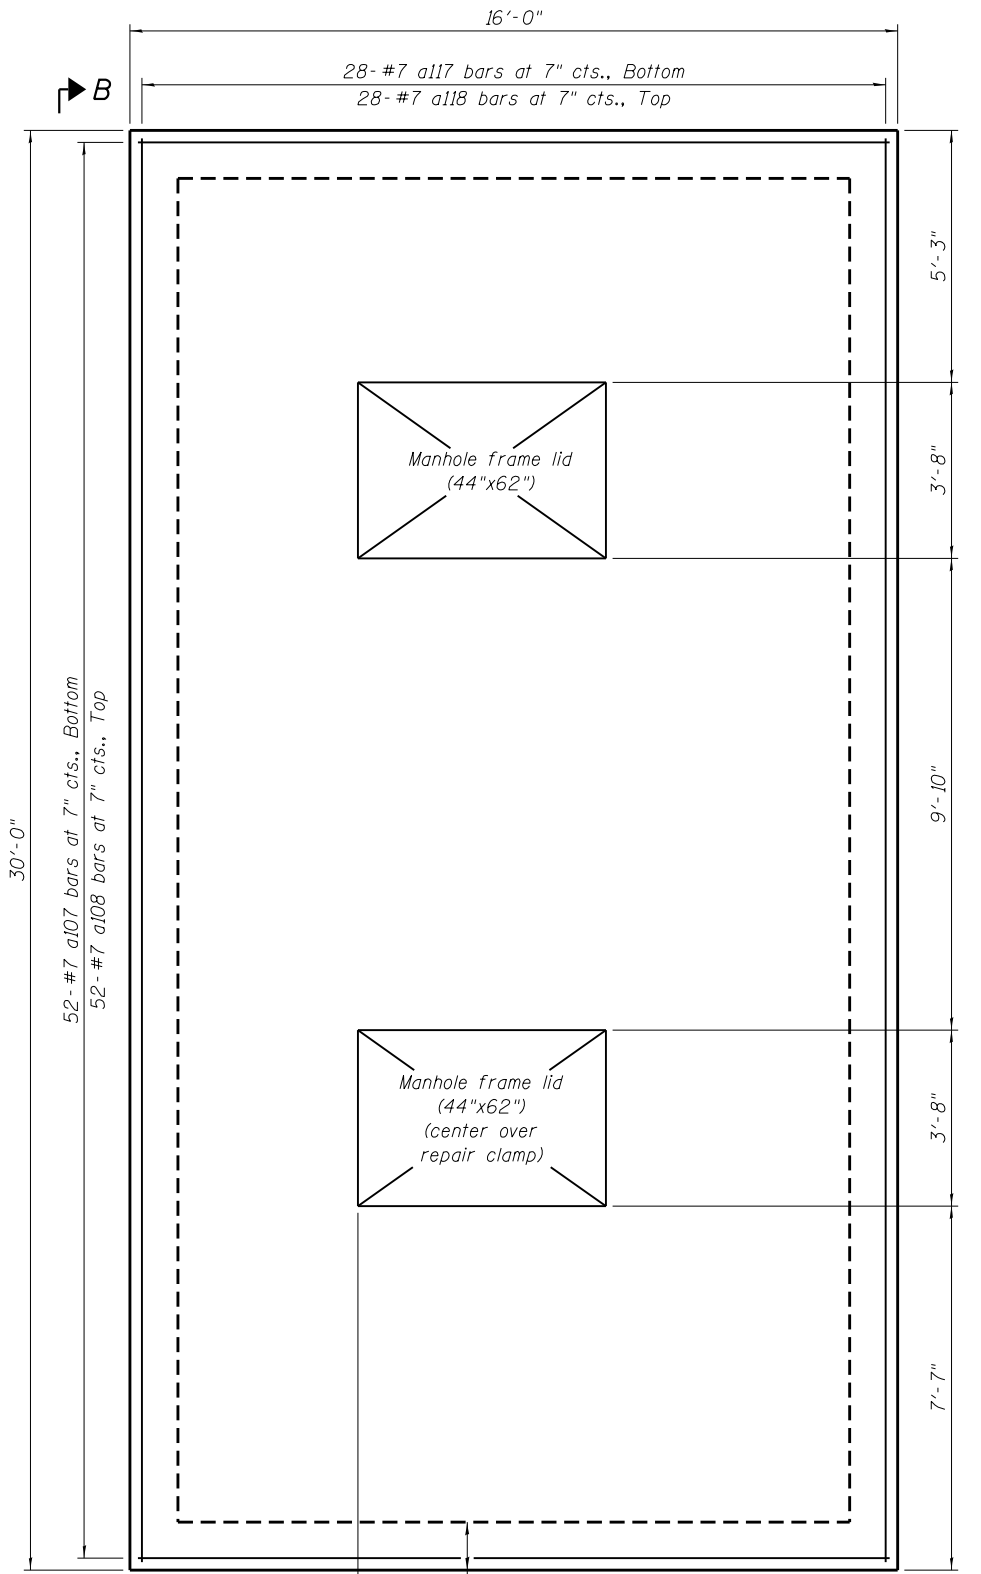 16'-0"
28-#7 a117 bars at 7" cts., Bottom
28-#7 a118 bars at 7" cts., Top
B
5'-3"
Manhole frame lid
(44"x62")
3'-8"
9'-10"
30'-0"
52-#7 a107 bars at 7" cts., Bottom
52-#7 a108 bars at 7" cts., Top
Manhole frame lid
(44"x62")
(center over
repair clamp)
3'-8"
7'-7"